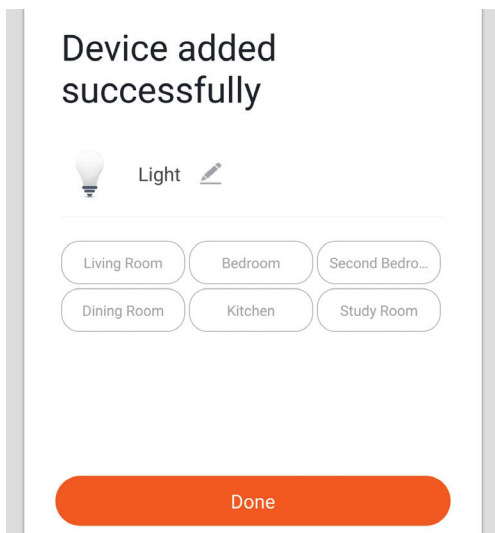 Device added
successfully
Light
Living Room Bedroom Second Bedro...
Dining Room Kitchen Study Room
Done